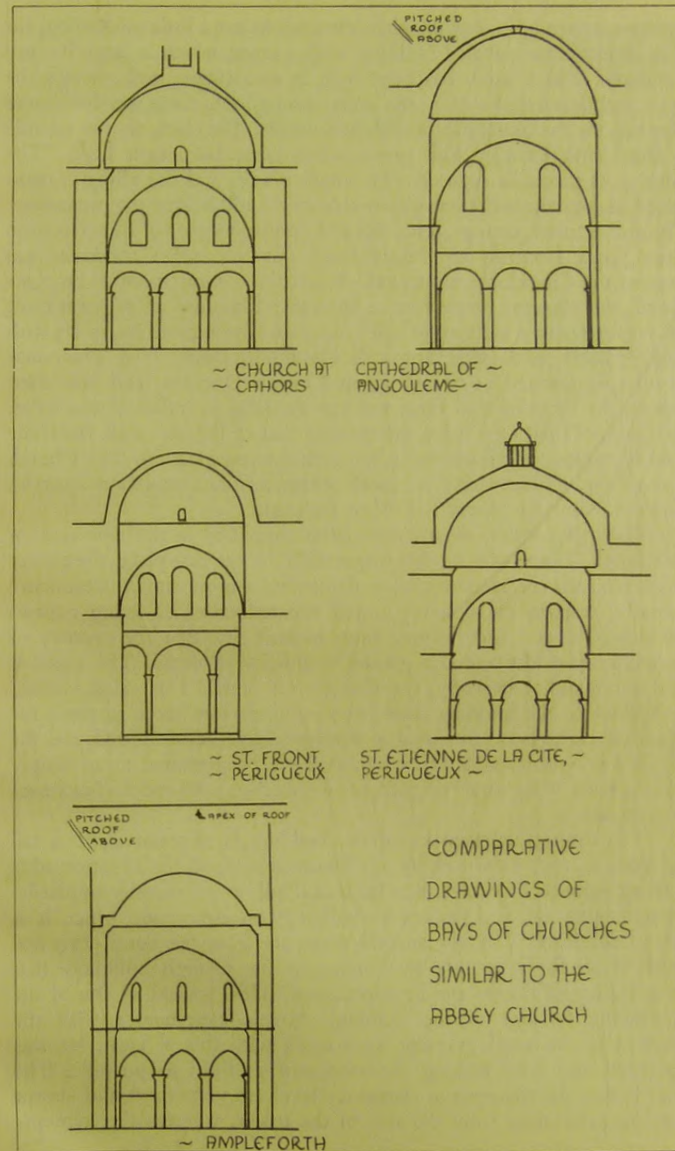 PITCHED
ROOF
ABOVE
~ CHURCH AT
~ CAHORS
CATHEDRAL OF ~
ANGOULEME ~ ~
~ ST. FRONT,
~ PERIGUEUX
ST. ETIENNE DE LA CITE, ~
PERIGUEUX ~
PITCHED
ROOF
ABOVE
APEX OF ROOF
~ AMPLEFORTH
COMPARATIVE
DRAWINGS OF
BAYS OF CHURCHES
SIMILAR TO THE
ABBEY CHURCH